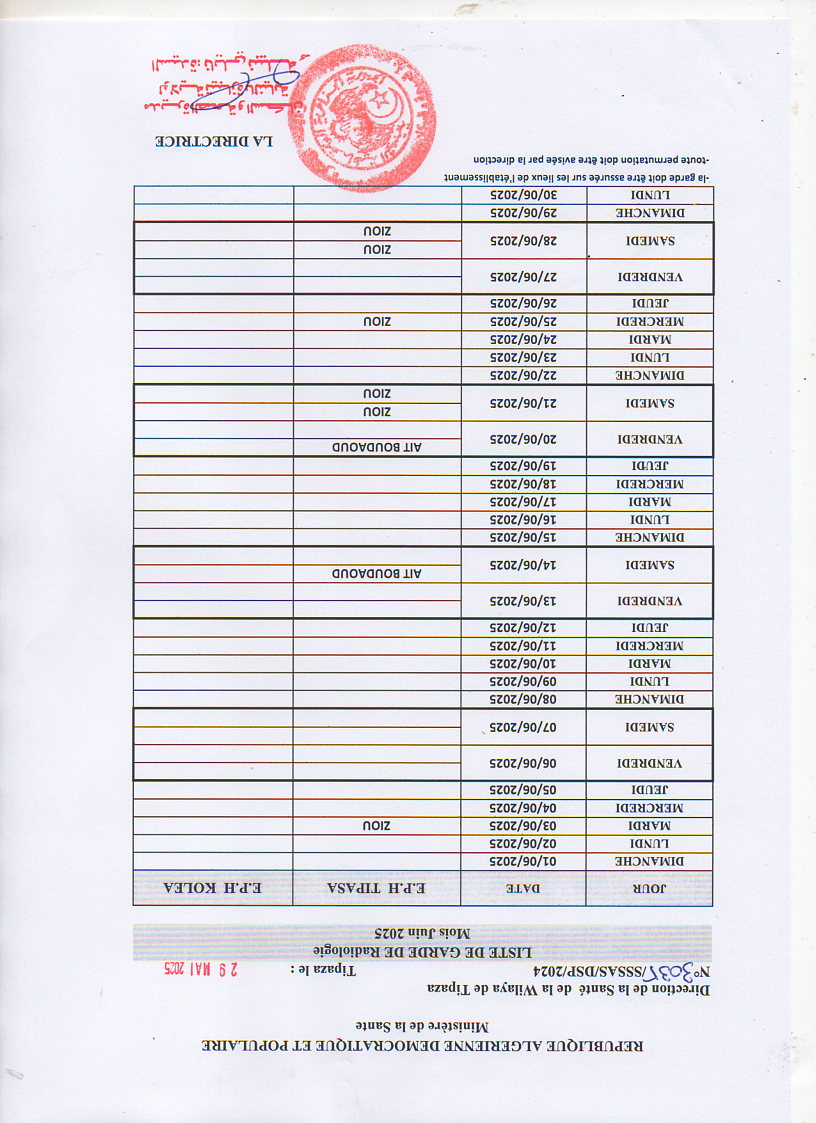 REPUBLIQUE ALGERIENNE DEMOCRATIQUE ET POPULAIRE
Ministère de la Sante
Direction de la Santé de la Wilaya de Tipaza
N°3035/SSSAS/DSP/2024 Tipaza le : 29 MAI 2025
LISTE DE GARDE DE Radiologie
Mois Juin 2025
JOUR DATE E.P.H TIPASA E.P.H KOLEA
DIMANCHE 01/06/2025
LUNDI 02/06/2025
MARDI 03/06/2025 ZIOU
MERCREDI 04/06/2025
JEUDI 05/06/2025
VENDREDI 06/06/2025
SAMEDI 07/06/2025
DIMANCHE 08/06/2025
LUNDI 09/06/2025
MARDI 10/06/2025
MERCREDI 11/06/2025
JEUDI 12/06/2025
VENDREDI 13/06/2025
SAMEDI 14/06/2025 AIT BOUDAOUD
DIMANCHE 15/06/2025
LUNDI 16/06/2025
MARDI 17/06/2025
MERCREDI 18/06/2025
JEUDI 19/06/2025
VENDREDI 20/06/2025 AIT BOUDAOUD
SAMEDI 21/06/2025 ZIOU
ZIOU
DIMANCHE 22/06/2025
LUNDI 23/06/2025
MARDI 24/06/2025
MERCREDI 25/06/2025 ZIOU
JEUDI 26/06/2025
VENDREDI 27/06/2025
SAMEDI 28/06/2025 ZIOU
ZIOU
DIMANCHE 29/06/2025
LUNDI 30/06/2025
-la garde doit être assurée sur les lieux de l'établissement
-toute permutation doit être avisée par la direction
LA DIRECTRICE
مديرة الصحة والسكان
لولاية تيبازة بالنيابة
السيدة: نايلي نبيلة